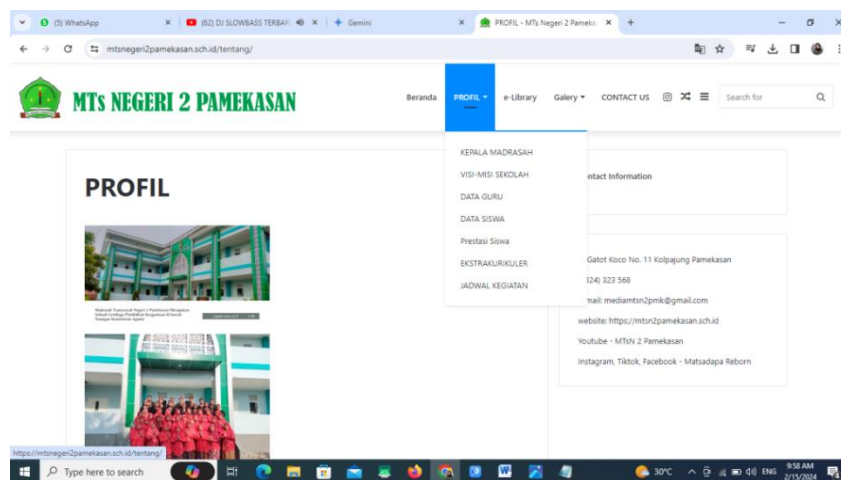 (5) WhatsApp
(62) DJ SLOWBASS TERBAR
Gemini
PROFIL - MTs Negeri 2 Pameka
mtsnegeri2pamekasan.sch.id/tentang/
MTs NEGERI 2 PAMEKASAN
Beranda
PROFIL
e-Library
Galery
CONTACT US
Search for
KEPALA MADRASAH
VISI-MISI SEKOLAH
DATA GURU
DATA SISWA
Prestasi Siswa
EKSTRAKURIKULER
JADWAL KEGIATAN
PROFIL
ntact Information
Gatot Koco No. 11 Kolpajung Pamekasan
324) 323 568
mail: mediamtsn2pmk@gmail.com
website: https://mtsn2pamekasan.sch.id
Youtube - MTsN 2 Pamekasan
Instagram, Tiktok, Facebook - Matsadapa Reborn
https://mtsnegeri2pamekasan.sch.id/tentang/
Type here to search
30°C
ENG
9:58 AM
2/15/2024